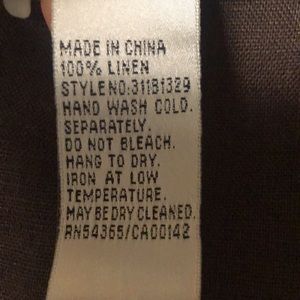 MADE IN CHINA
100% LINEN
STYLE NO:31181329
HAND WASH COLD.
SEPARATELY.
DO NOT BLEACH.
HANG TO DRY.
IRON AT LOW
TEMPERATURE.
MAY BE DRY CLEANED.
RN54365/CA00142